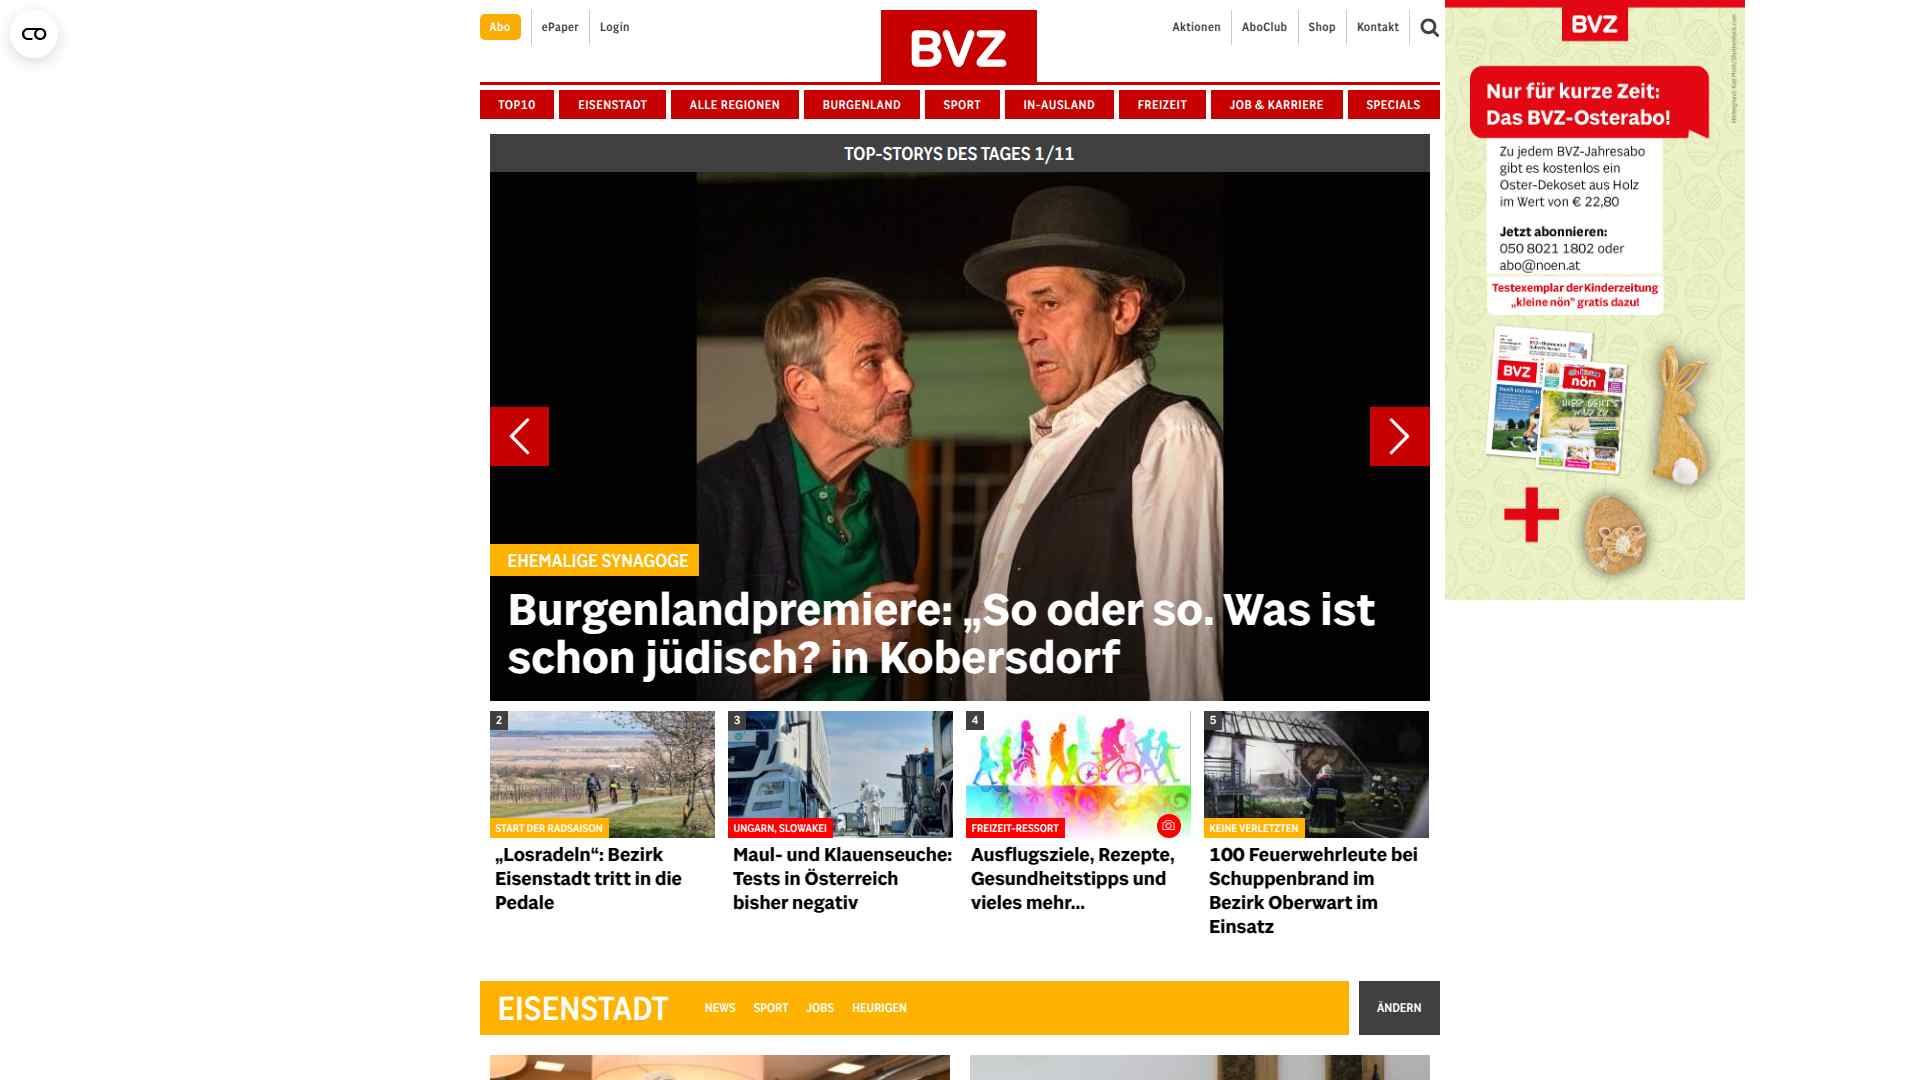 Abo
ePaper
Login
BVZ
Aktionen
AboClub
Shop
Kontakt
TOP10
EISENSTADT
ALLE REGIONEN
BURGENLAND
SPORT
IN-AUSLAND
FREIZEIT
JOB & KARRIERE
SPECIALS
TOP-STORYS DES TAGES 1/11
EHEMALIGE SYNAGOGE
Burgenlandpremiere: „So oder so. Was ist
schon jüdisch? in Kobersdorf
2
START DER RADSAISON
„Losradeln“: Bezirk
Eisenstadt tritt in die
Pedale
3
UNGARN, SLOWAKEI
Maul- und Klauenseuche:
Tests in Österreich
bisher negativ
4
FREIZEIT-RESSORT
Ausflugsziele, Rezepte,
Gesundheitstipps und
vieles mehr...
5
KEINE VERLETZTEN
100 Feuerwehrleute bei
Schuppenbrand im
Bezirk Oberwart im
Einsatz
EISENSTADT
NEWS
SPORT
JOBS
HEURIGEN
ÄNDERN
BVZ
Nur für kurze Zeit:
Das BVZ-Osterabo!
Zu jedem BVZ-Jahresabo
gibt es kostenlos ein
Oster-Dekoset aus Holz
im Wert von € 22,80
Jetzt abonnieren:
050 8021 1802 oder
abo@noen.at
Testexemplar der Kinderzeitung
„kleine nön“ gratis dazu!
BVZ
nön